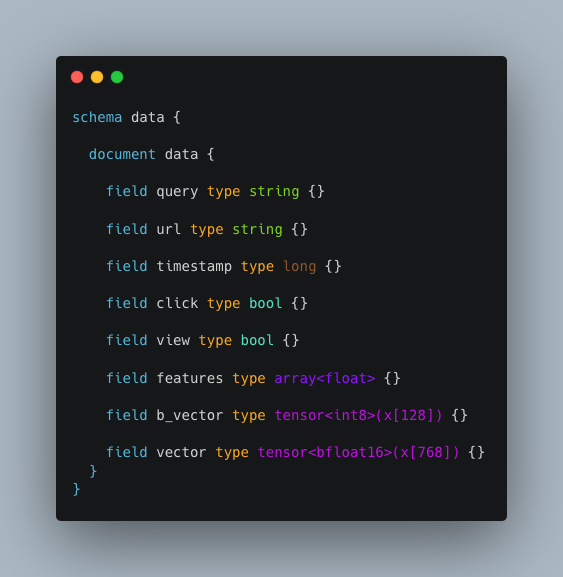 schema data {
document data {
field query type string {}
field url type string {}
field timestamp type long {}
field click type bool {}
field view type bool {}
field features type array<float> {}
field b_vector type tensor<int8>(x[128]) {}
field vector type tensor<bfloat16>(x[768]) {}
}
}